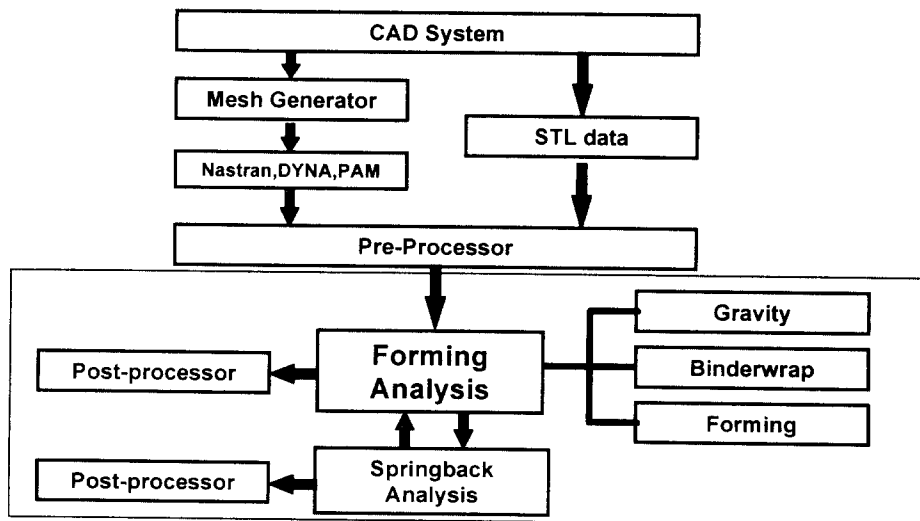 CAD System
Mesh Generator
STL data
Nastran,DYNA,PAM
Pre-Processor
Gravity
Forming
Analysis
Post-processor
Binderwrap
Forming
Springback
Analysis
Post-processor